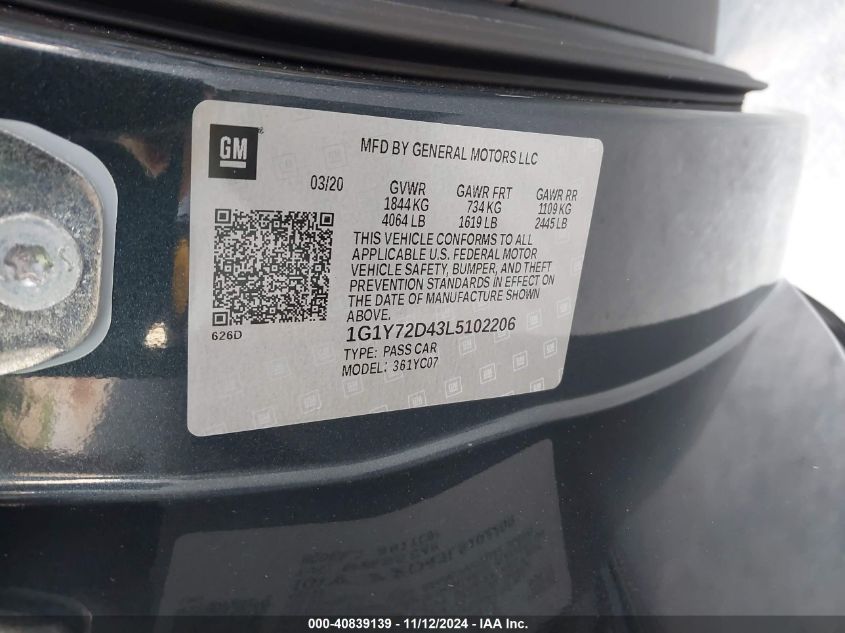 GM
MFD BY GENERAL MOTORS LLC
03/20 GVWR GAWR FRT GAWR RR
1844 KG 734 KG 1109 KG
4064 LB 1619 LB 2445 LB
THIS VEHICLE CONFORMS TO ALL
APPLICABLE U.S. FEDERAL MOTOR
VEHICLE SAFETY, BUMPER, AND THEFT
PREVENTION STANDARDS IN EFFECT ON
THE DATE OF MANUFACTURE SHOWN
ABOVE.
626D
1G1Y72D43L5102206
TYPE: PASS CAR
MODEL: 361YC07
000-40839139 - 11/12/2024 - IAAI, Inc.